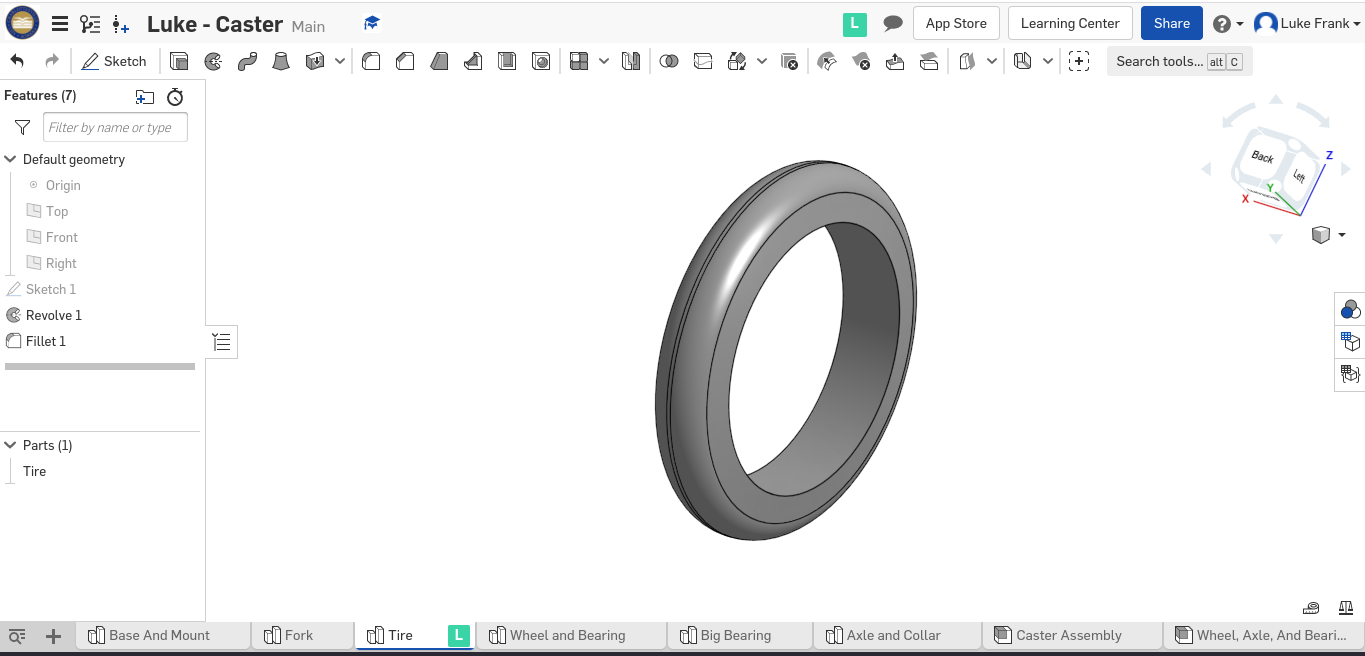 Luke - Caster Main
L
App Store
Learning Center
Share
Luke Frank
Sketch
Search tools... alt C
Features (7)
Filter by name or type
Default geometry
Origin
Top
Front
Right
Sketch 1
Revolve 1
Fillet 1
Parts (1)
Tire
Back
Left
Z
Y
X
Base And Mount
Fork
Tire
L
Wheel and Bearing
Big Bearing
Axle and Collar
Caster Assembly
Wheel, Axle, And Beari...